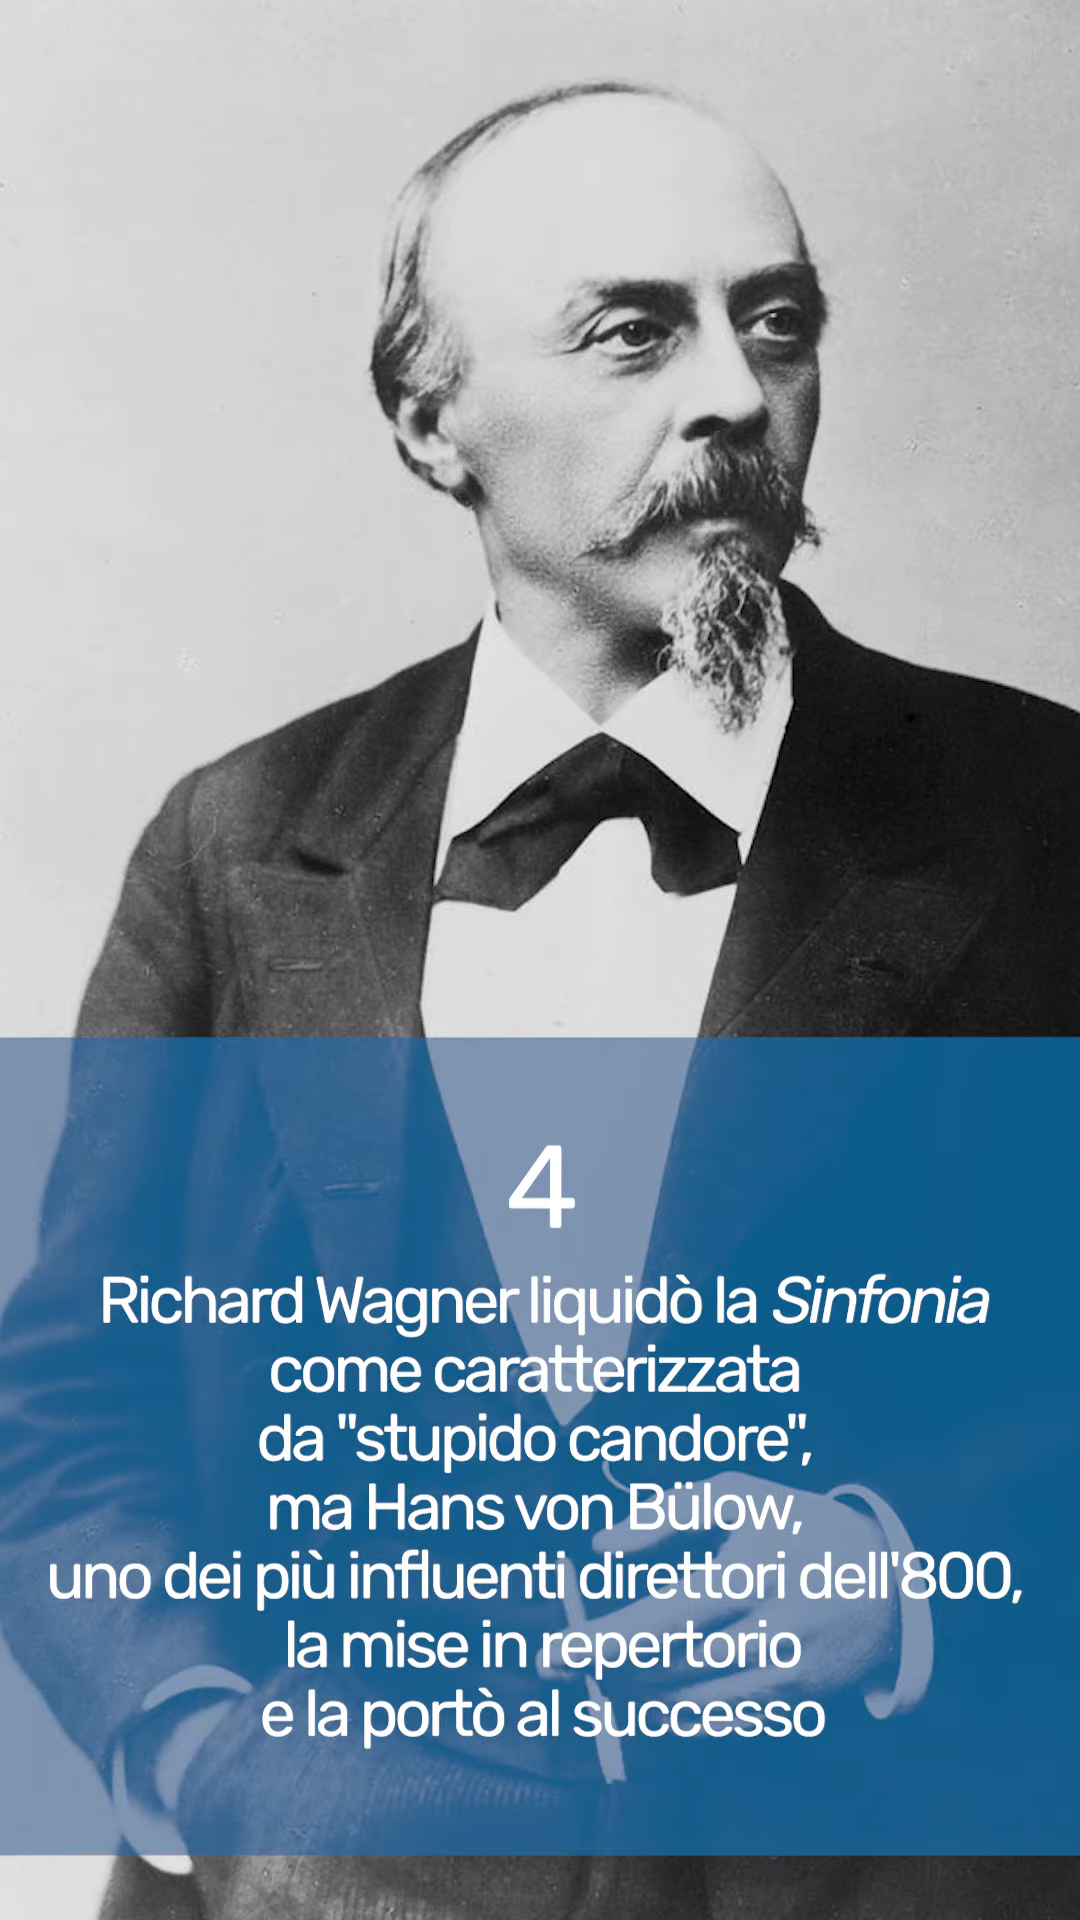 4
Richard Wagner liquidò la Sinfonia
come caratterizzata
da "stupido candore",
ma Hans von Bülow,
uno dei più influenti direttori dell'800,
la mise in repertorio
e la portò al successo